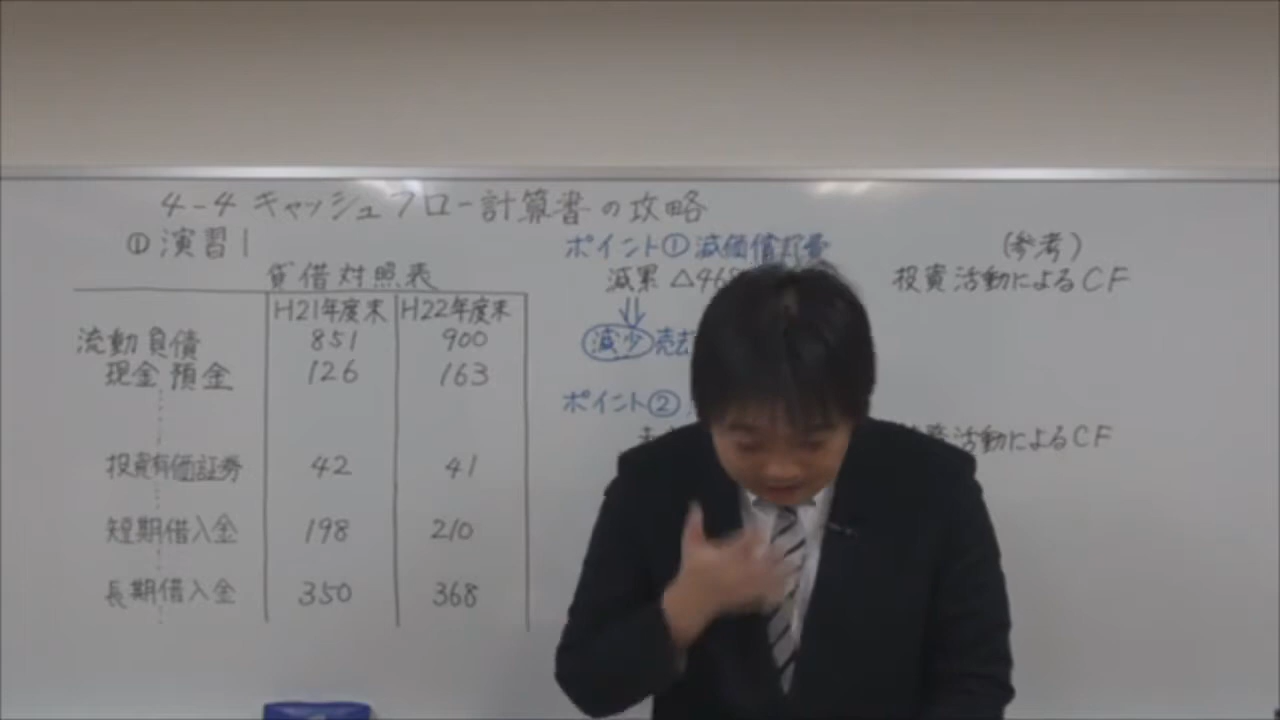 4-4 キャッシュフロー計算書の攻略
① 演習1
貸借対照表
H21年度末 H22年度末
流動負債 851 900
現金預金 126 163
投資有価証券 42 41
短期借入金 198 210
長期借入金 350 368
ポイント① 減価償却費
減累 △468
減少 売却
ポイント②
(参考)
投資活動によるCF
活動によるCF